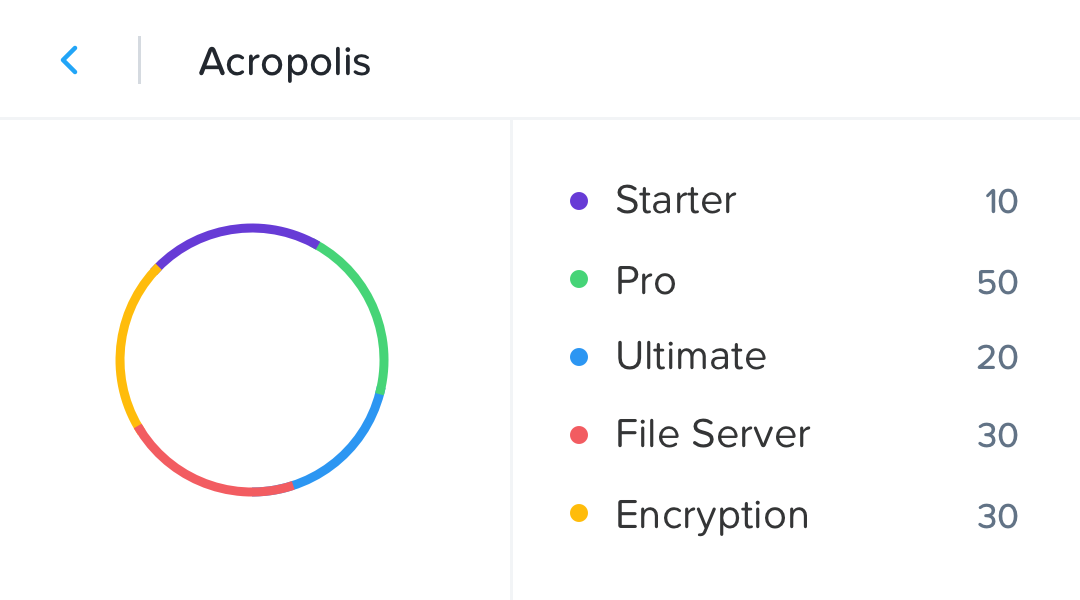 Acropolis
Starter 10
Pro 50
Ultimate 20
File Server 30
Encryption 30